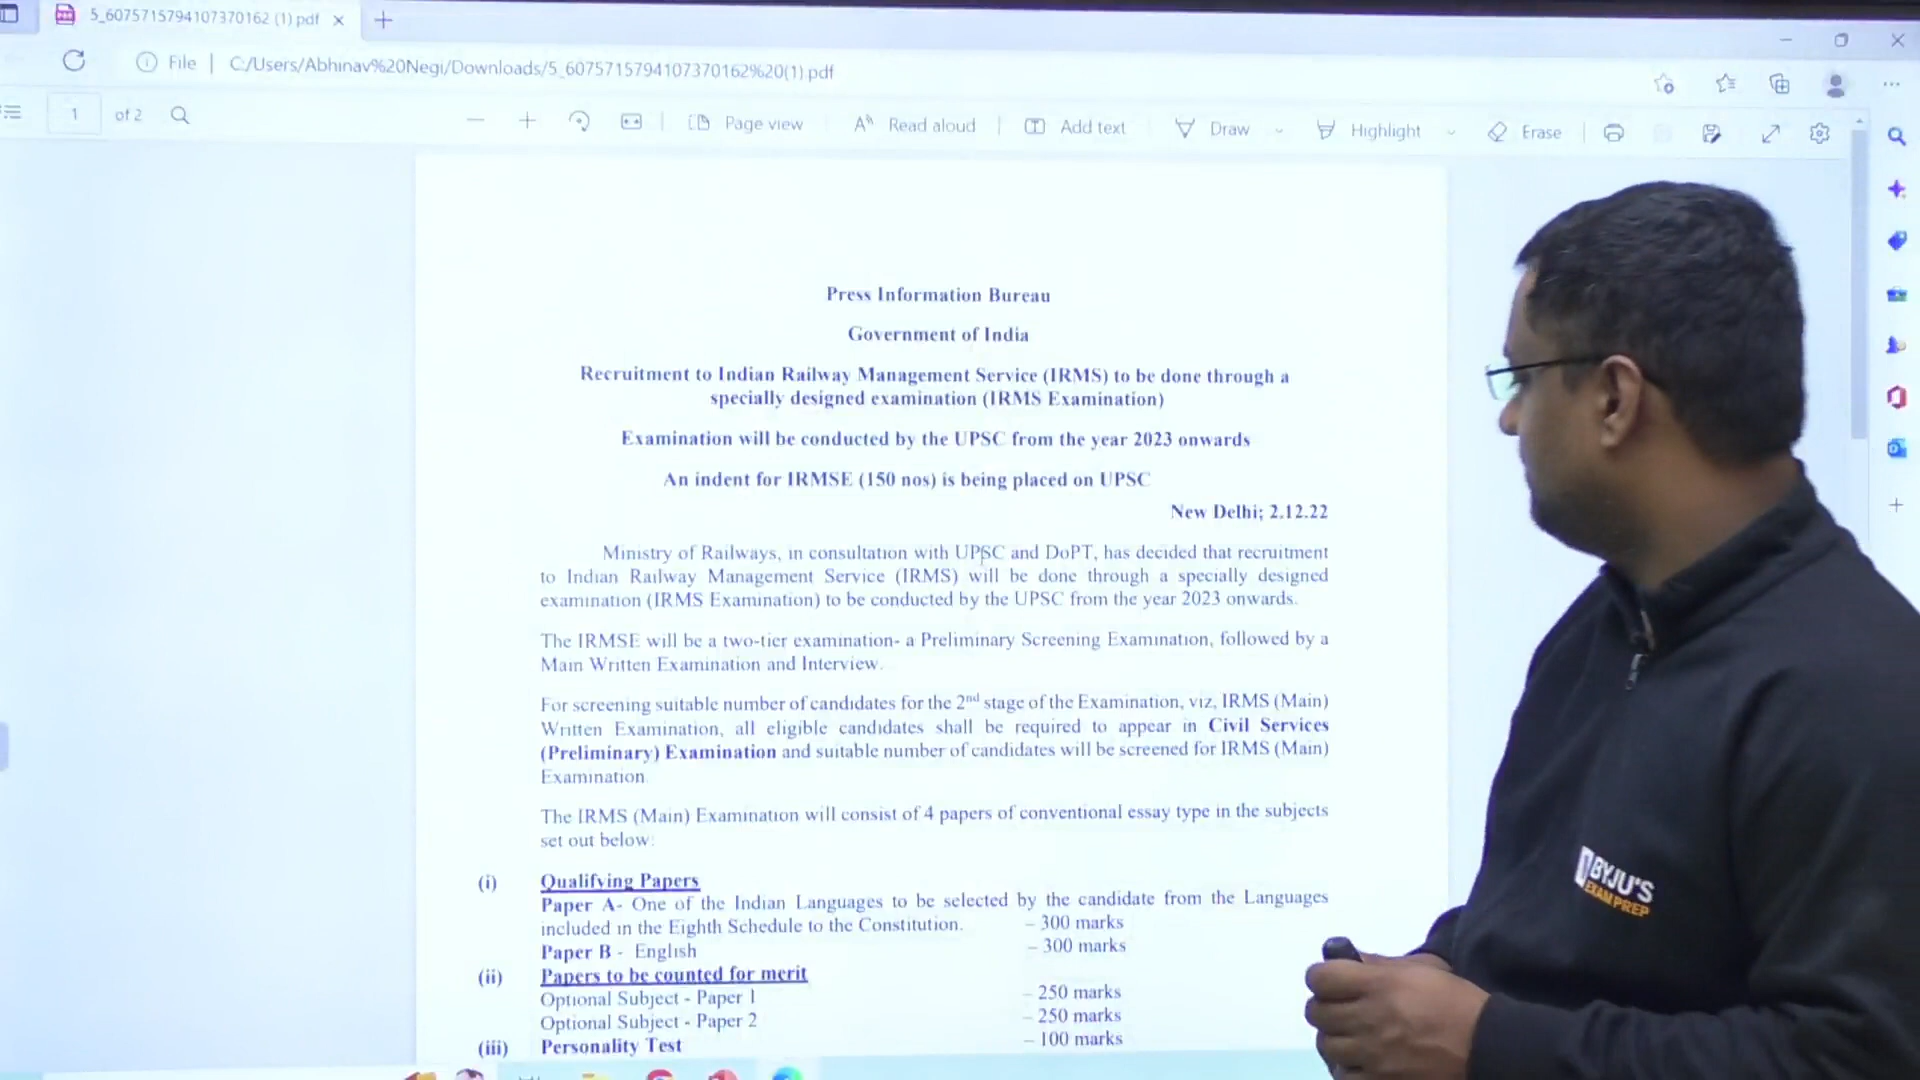 5_6075715794107370162 (1).pdf
File | C:/Users/Abhinav%20Negi/Downloads/5_6075715794107370162%20(1).pdf
1 of 2 Page view Read aloud Add text Draw Highlight Erase
Press Information Bureau
Government of India
Recruitment to Indian Railway Management Service (IRMS) to be done through a
specially designed examination (IRMS Examination)
Examination will be conducted by the UPSC from the year 2023 onwards
An indent for IRMSE (150 nos) is being placed on UPSC
New Delhi; 2.12.22
Ministry of Railways, in consultation with UPSC and DoPT, has decided that recruitment
to Indian Railway Management Service (IRMS) will be done through a specially designed
examination (IRMS Examination) to be conducted by the UPSC from the year 2023 onwards.
The IRMSE will be a two-tier examination- a Preliminary Screening Examination, followed by a
Main Written Examination and Interview.
For screening suitable number of candidates for the 2nd stage of the Examination, viz, IRMS (Main)
Written Examination, all eligible candidates shall be required to appear in Civil Services
(Preliminary) Examination and suitable number of candidates will be screened for IRMS (Main)
Examination.
The IRMS (Main) Examination will consist of 4 papers of conventional essay type in the subjects
set out below:
(i) Qualifying Papers
Paper A- One of the Indian Languages to be selected by the candidate from the Languages
included in the Eighth Schedule to the Constitution. – 300 marks
Paper B - English – 300 marks
(ii) Papers to be counted for merit
Optional Subject - Paper 1 – 250 marks
Optional Subject - Paper 2 – 250 marks
(iii) Personality Test – 100 marks
BYJU'S
EXAM PREP